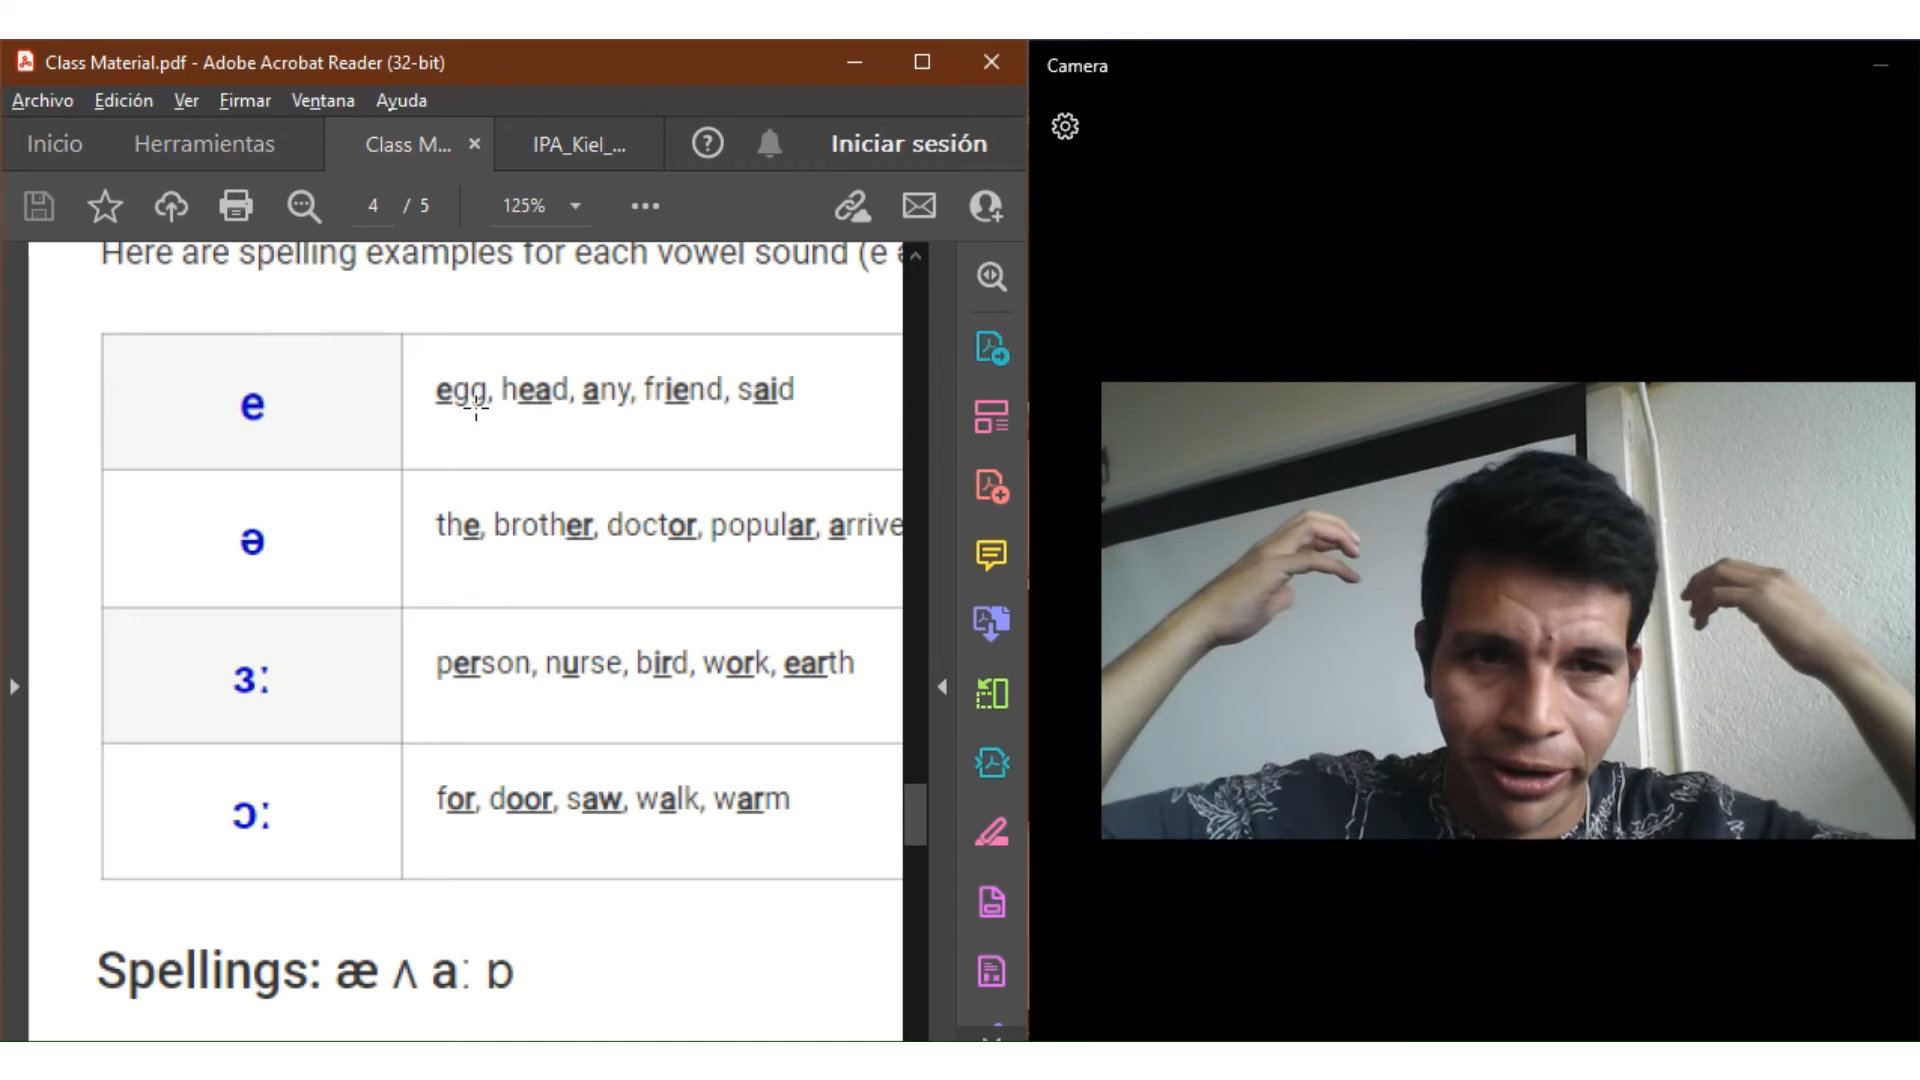 Class Material.pdf - Adobe Acrobat Reader (32-bit)
Archivo Edición Ver Firmar Ventana Ayuda
Inicio Herramientas Class M... IPA_Kiel_... Iniciar sesión
4 / 5 125%
Here are spelling examples for each vowel sound (e
e
egg, head, any, friend, said
ə
the, brother, doctor, popular, arrive
ɜː
person, nurse, bird, work, earth
ɔː
for, door, saw, walk, warm
Spellings: æ ʌ aː ɒ
Camera